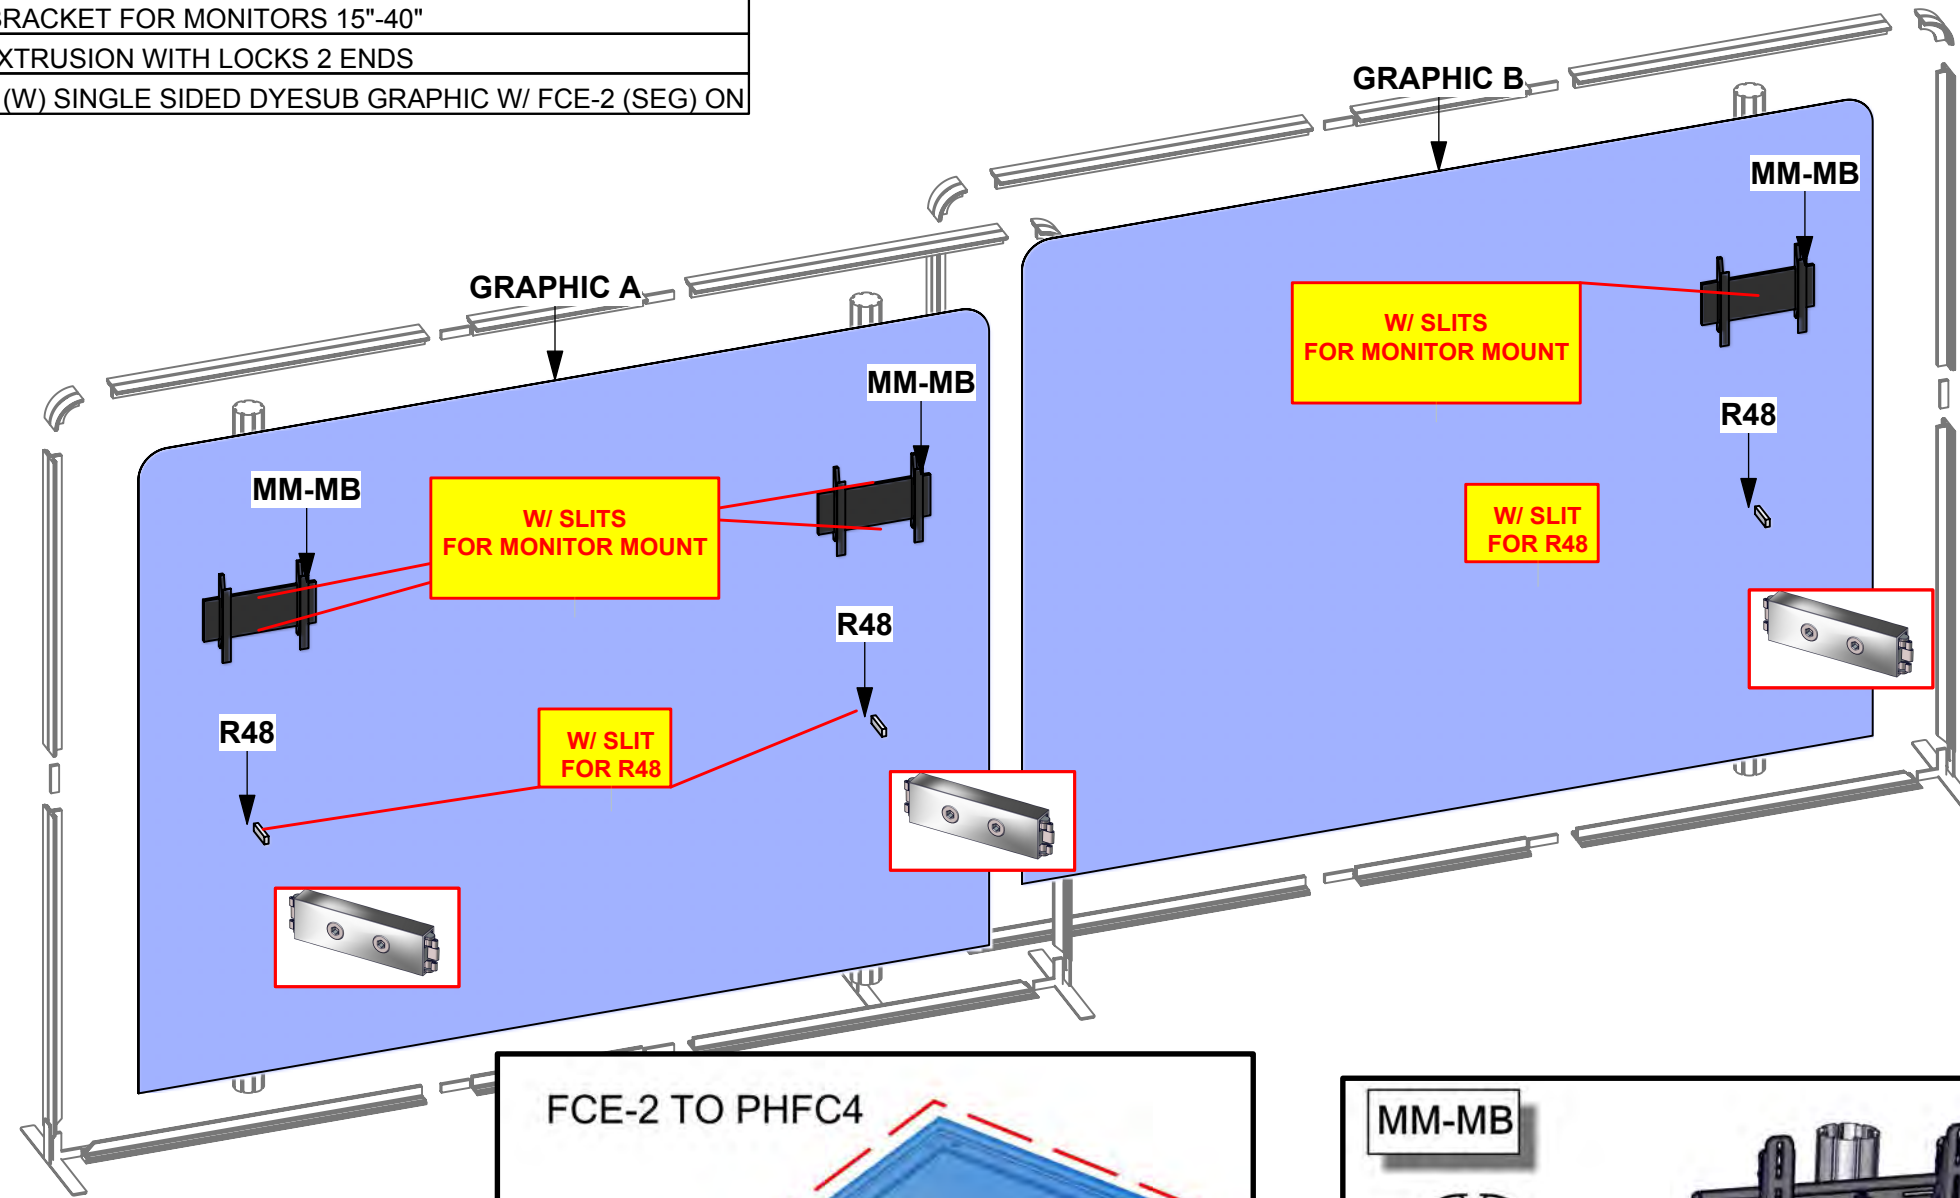 BRACKET FOR MONITORS 15"-40"
EXTRUSION WITH LOCKS 2 ENDS
(W) SINGLE SIDED DYESUB GRAPHIC W/ FCE-2 (SEG) ON
GRAPHIC B
MM-MB
W/ SLITS
FOR MONITOR MOUNT
R48
W/ SLIT
FOR R48
GRAPHIC A
MM-MB
MM-MB
W/ SLITS
FOR MONITOR MOUNT
R48
R48
W/ SLIT
FOR R48
FCE-2 TO PHFC4
MM-MB